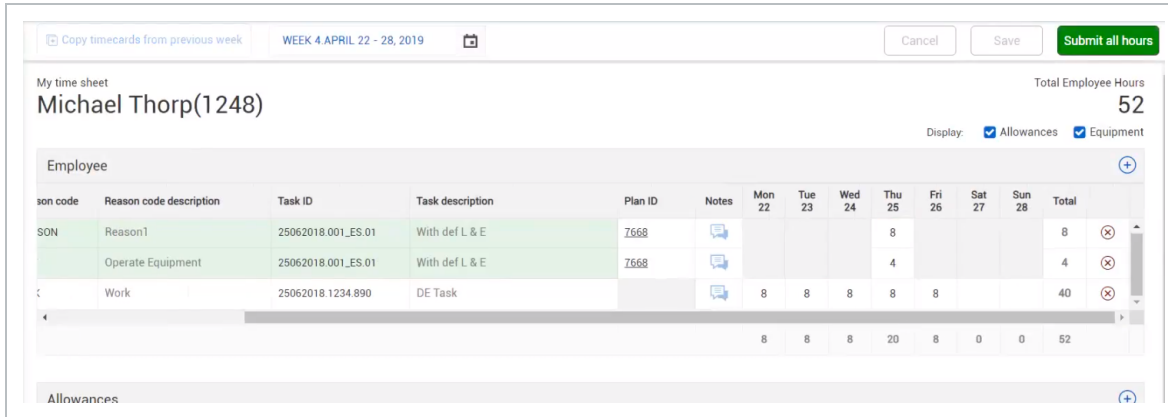 Copy timecards from previous week WEEK 4.APRIL 22 - 28, 2019 Cancel Save Submit all hours
My time sheet Total Employee Hours
Michael Thorp(1248) 52
Display: Allowances Equipment
Employee
son code Reason code description Task ID Task description Plan ID Notes Mon 22 Tue 23 Wed 24 Thu 25 Fri 26 Sat 27 Sun 28 Total
SON Reason1 25062018.001_ES.01 With def L & E 7668 8 8
Operate Equipment 25062018.001_ES.01 With def L & E 7668 4 4
Work 25062018.1234.890 DE Task 8 8 8 8 8 40
8 8 8 20 8 0 0 52
Allowances